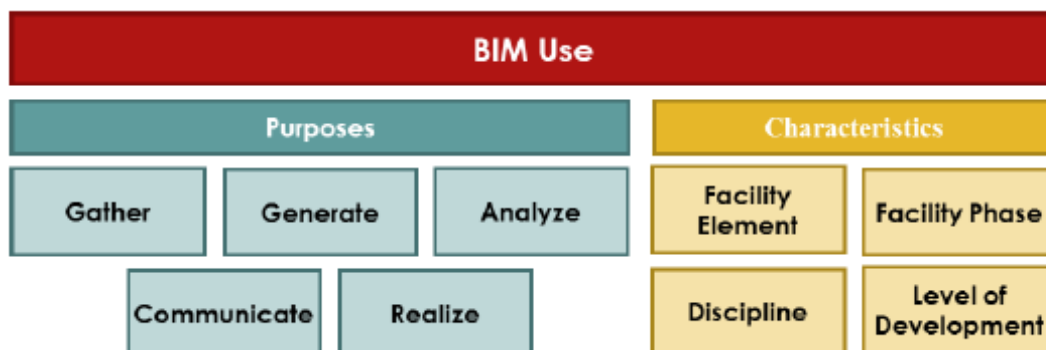 BIM Use
Purposes
Characteristics
Gather
Generate
Analyze
Communicate
Realize
Facility
Element
Facility Phase
Discipline
Level of
Development